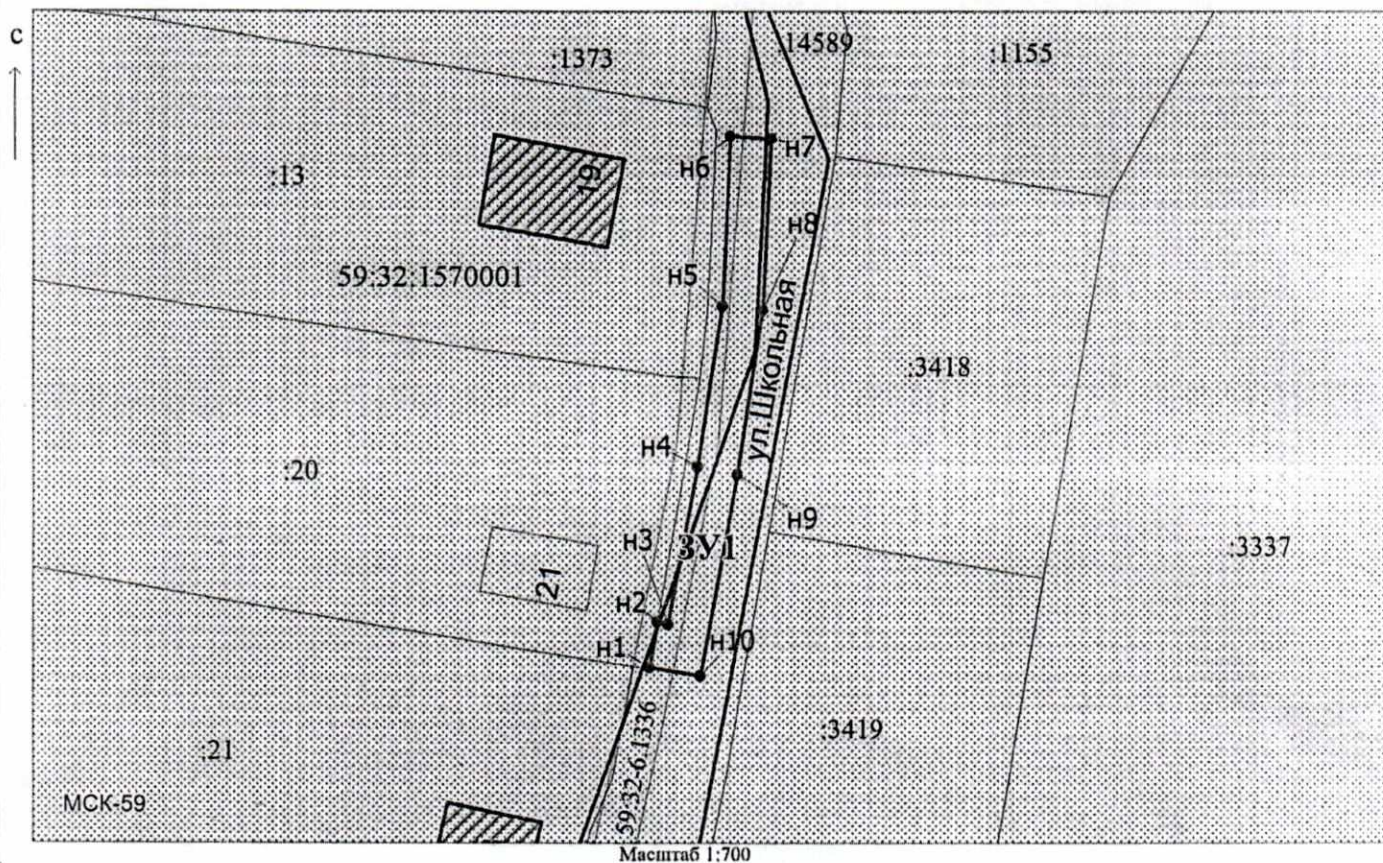 с
:1373
:14589
:1155
:13
19
н6
н7
59:32:1570001
н5
н8
ул.Школьная
:3418
н4
:20
н9
н3
ЗУ1
:3337
21
н2
н1
н10
59:32-6.1336
:3419
:21
МСК-59
Масштаб 1:700